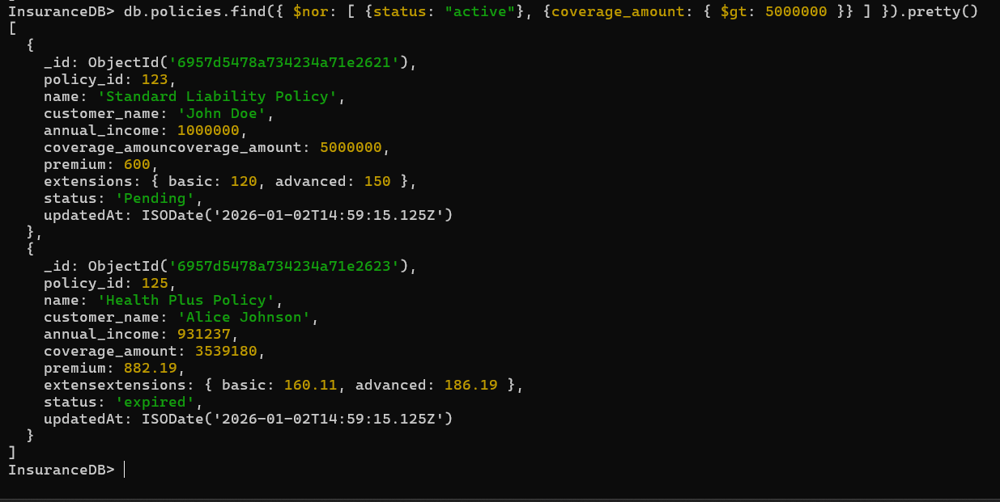 InsuranceDB> db.policies.find({ $nor: [ {status: "active"}, {coverage_amount: { $gt: 5000000 }} ] }).pretty()
[
  {
    _id: ObjectId('6957d5478a734234a71e2621'),
    policy_id: 123,
    name: 'Standard Liability Policy',
    customer_name: 'John Doe',
    annual_income: 1000000,
    coverage_amouncoverage_amount: 5000000,
    premium: 600,
    extensions: { basic: 120, advanced: 150 },
    status: 'Pending',
    updatedAt: ISODate('2026-01-02T14:59:15.125Z')
  },
  {
    _id: ObjectId('6957d5478a734234a71e2623'),
    policy_id: 125,
    name: 'Health Plus Policy',
    customer_name: 'Alice Johnson',
    annual_income: 931237,
    coverage_amount: 3539180,
    premium: 882.19,
    extensextensions: { basic: 160.11, advanced: 186.19 },
    status: 'expired',
    updatedAt: ISODate('2026-01-02T14:59:15.125Z')
  }
]
InsuranceDB>